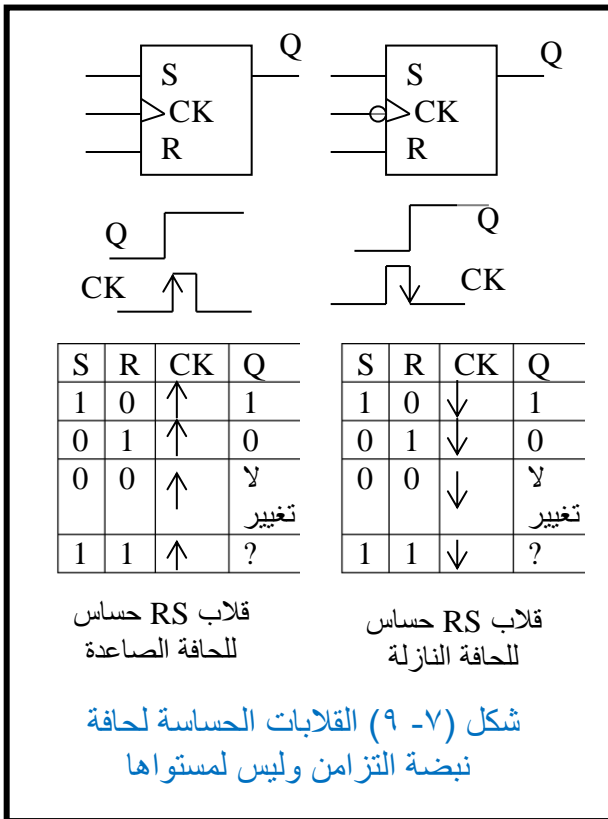 Q Q
S S
CK CK
R R
Q Q
CK CK
S R CK Q
1 0 ↑ 1
0 1 ↑ 0
0 0 ↑ لا
تغيير
1 1 ↑ ?
S R CK Q
1 0 ↓ 1
0 1 ↓ 0
0 0 ↓ لا
تغيير
1 1 ↓ ?
قلاب RS حساس
للحافة الصاعدة
قلاب RS حساس
للحافة النازلة
شكل (٧- ٩) القلابات الحساسة لحافة
نبضة التزامن وليس لمستواها